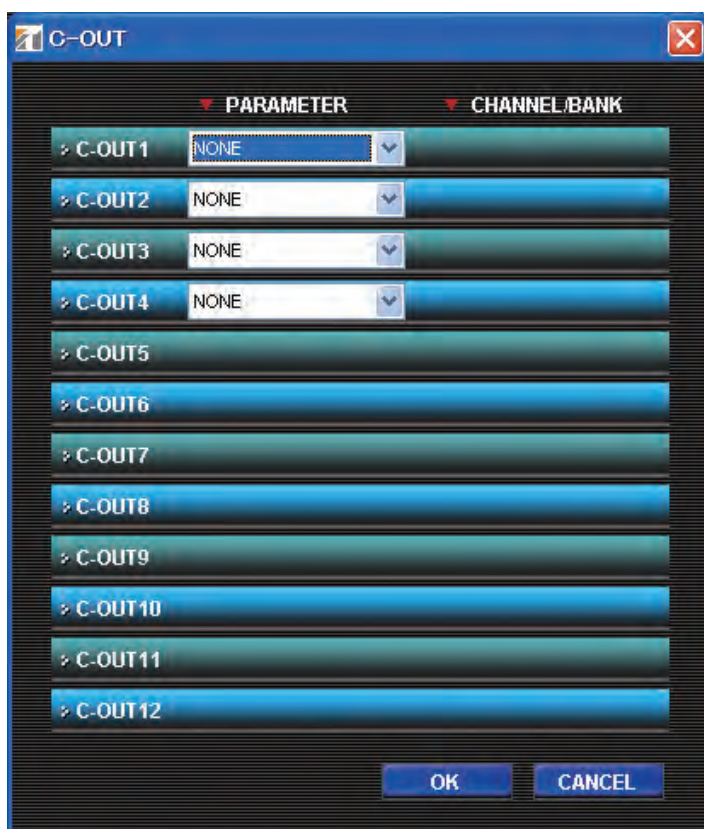 C-OUT
PARAMETER CHANNEL/BANK
C-OUT1 NONE
C-OUT2 NONE
C-OUT3 NONE
C-OUT4 NONE
C-OUT5
C-OUT6
C-OUT7
C-OUT8
C-OUT9
C-OUT10
C-OUT11
C-OUT12
OK CANCEL